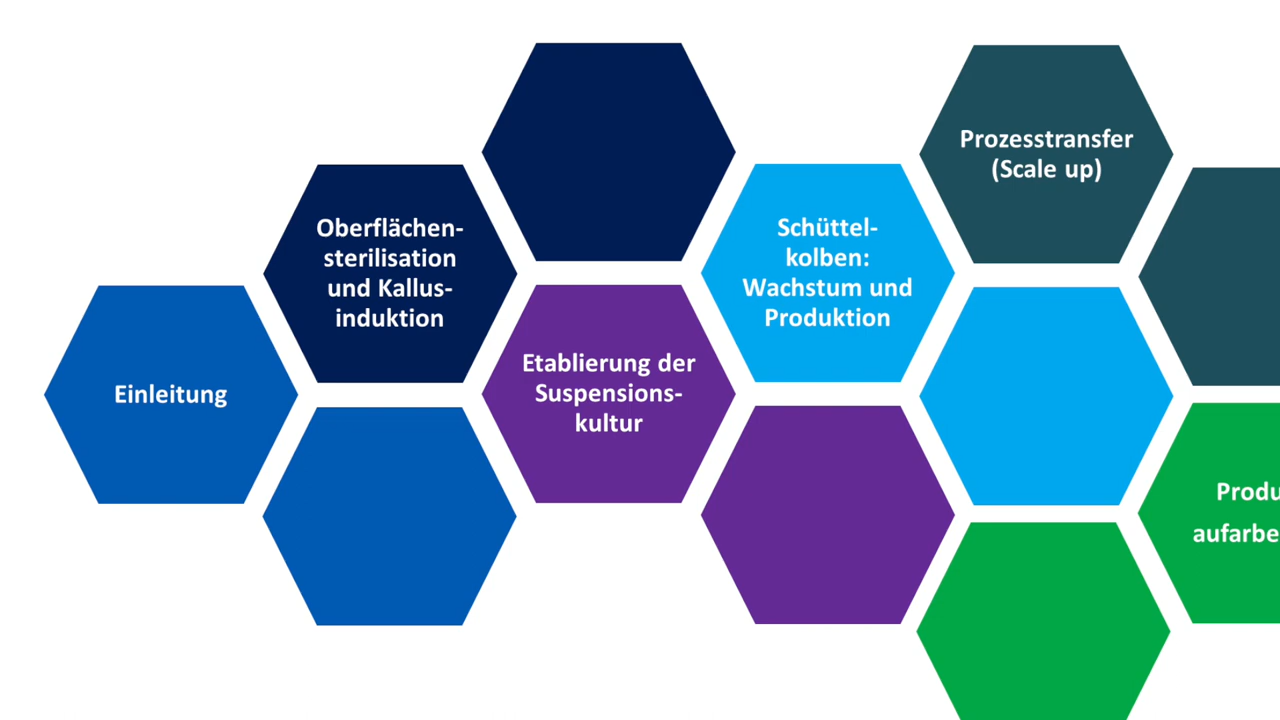 Einleitung
Oberflächen-
sterilisation
und Kallus-
induktion
Etablierung der
Suspensions-
kultur
Schüttel-
kolben:
Wachstum und
Produktion
Prozesstransfer
(Scale up)